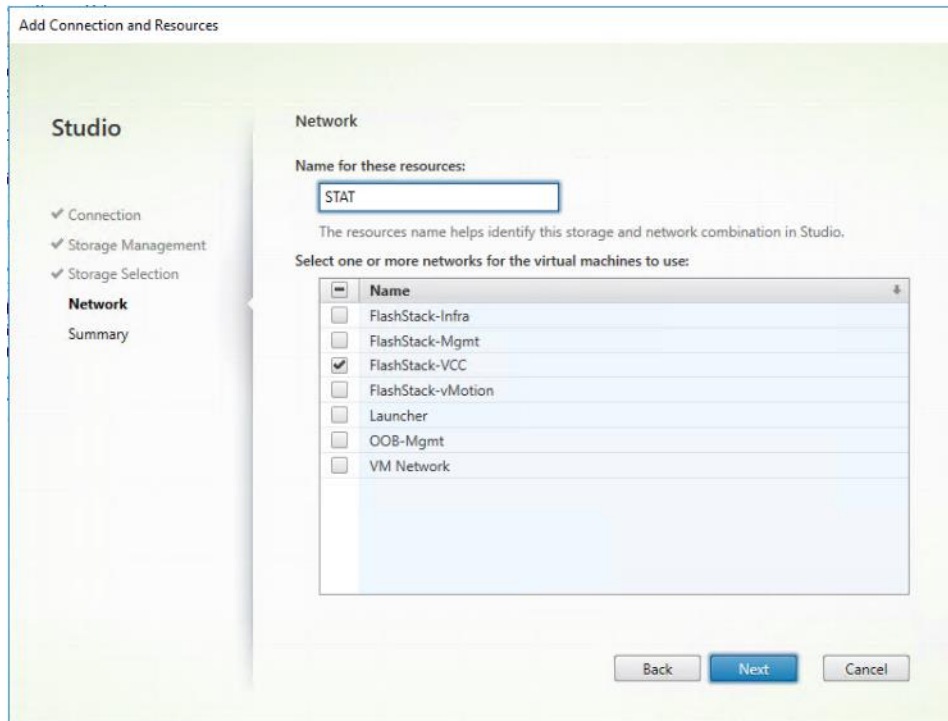 Add Connection and Resources
Studio
Connection
Storage Management
Storage Selection
Network
Summary
Network
Name for these resources:
STAT
The resources name helps identify this storage and network combination in Studio.
Select one or more networks for the virtual machines to use:
Name
FlashStack-Infra
FlashStack-Mgmt
FlashStack-VCC
FlashStack-vMotion
Launcher
OOB-Mgmt
VM Network
Back Next Cancel